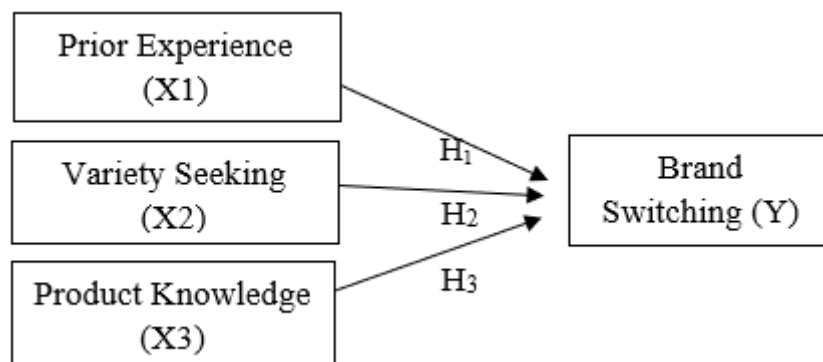 Prior Experience
(X1)
H₁
Variety Seeking
(X2)
H₂
Product Knowledge
(X3)
H₃
Brand
Switching (Y)